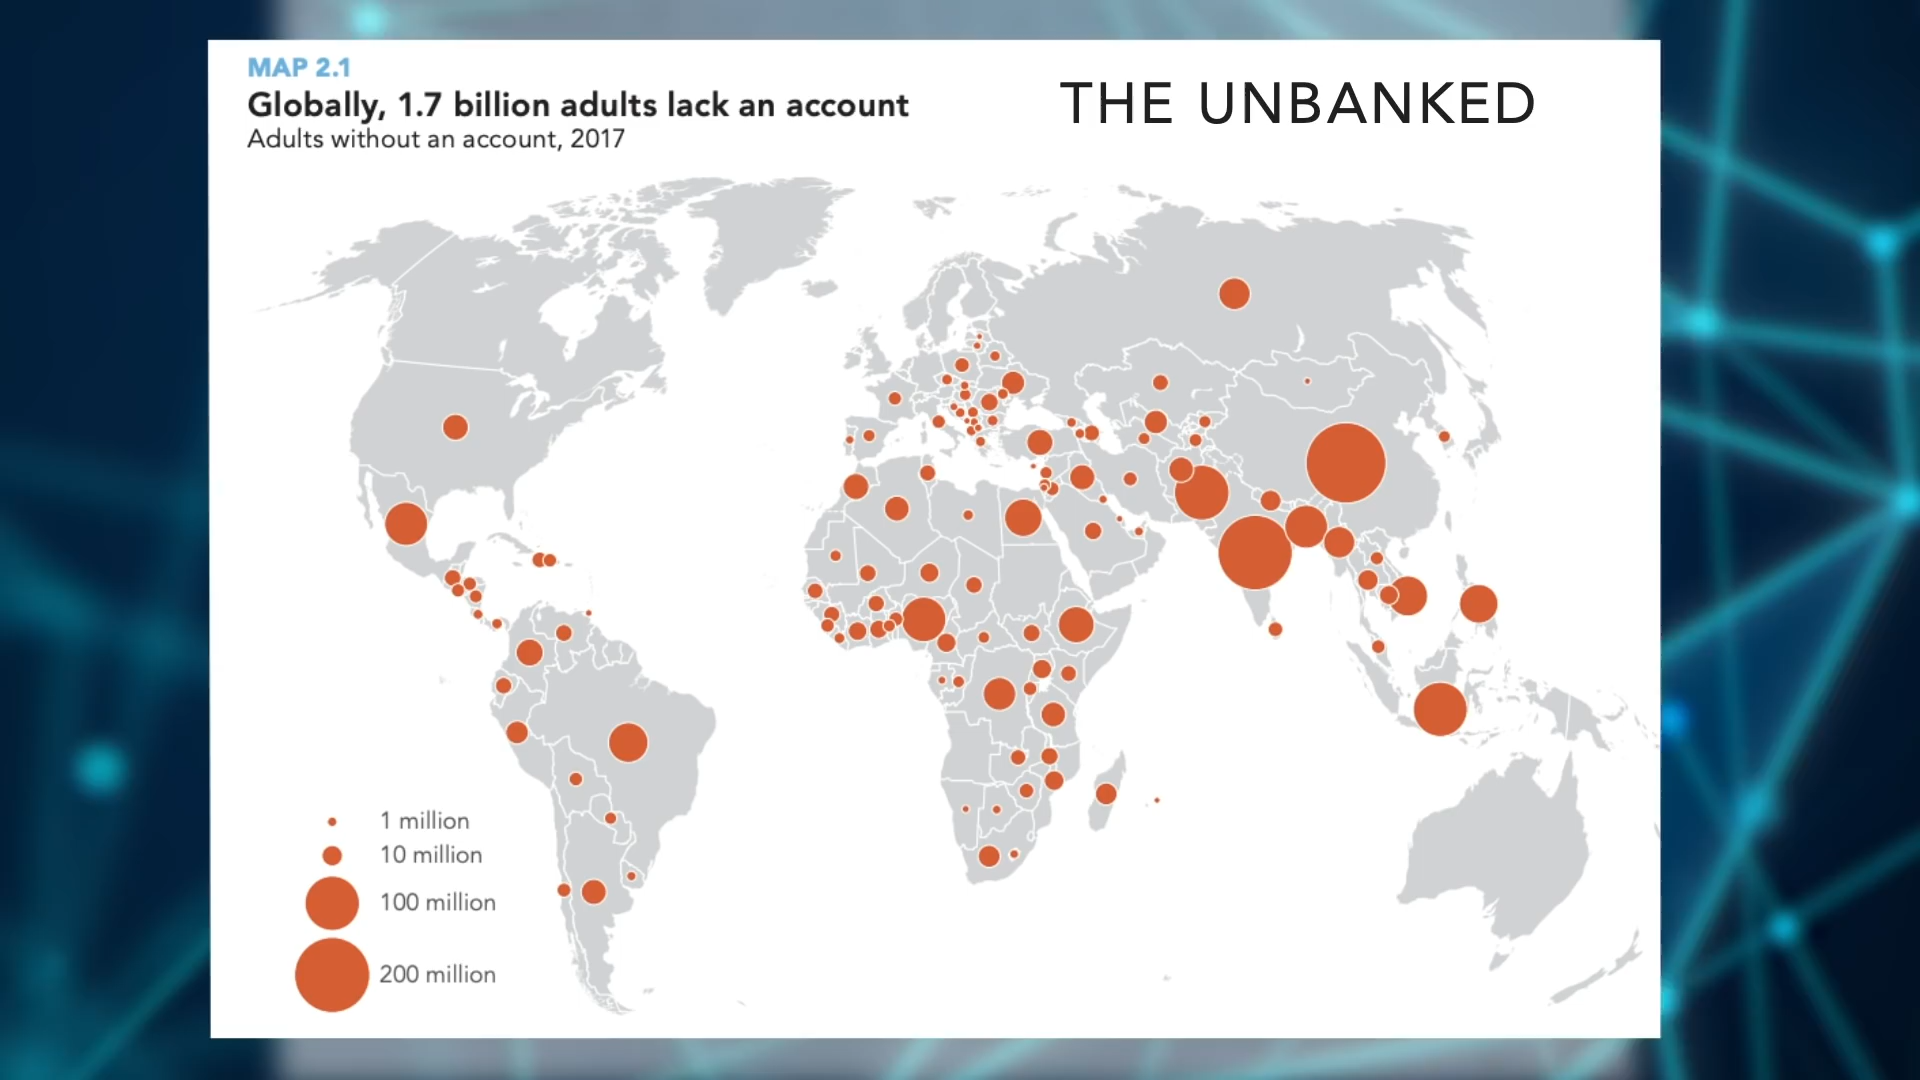 MAP 2.1
Globally, 1.7 billion adults lack an account
Adults without an account, 2017
THE UNBANKED
1 million
10 million
100 million
200 million